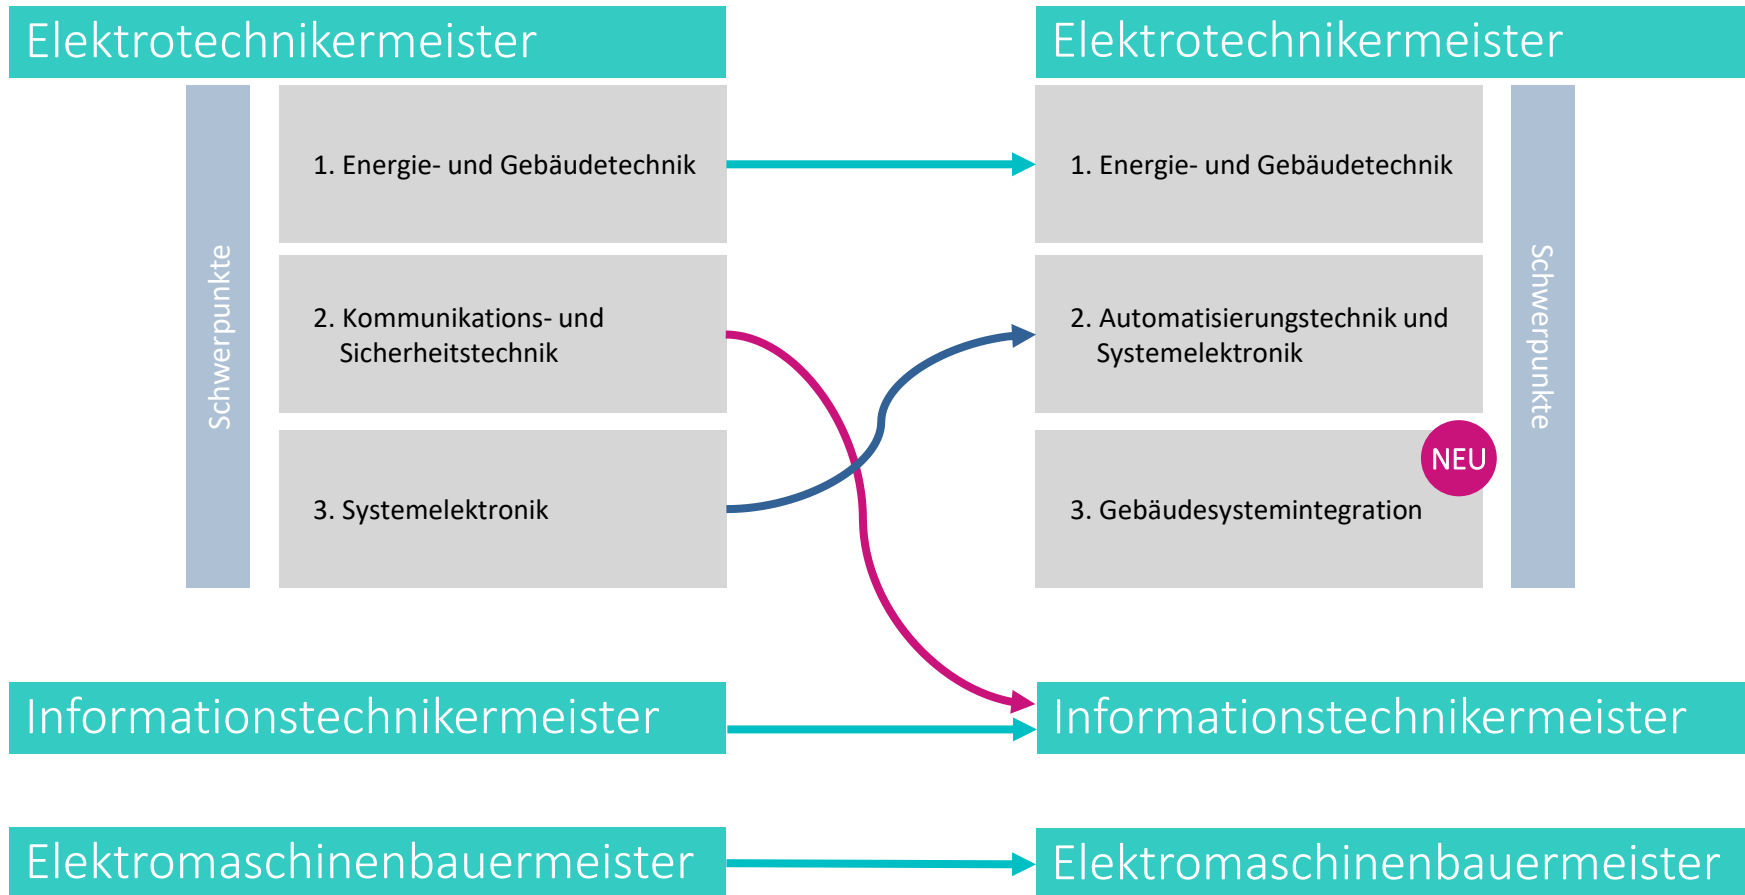 Elektrotechnikermeister
Schwerpunkte
1. Energie- und Gebäudetechnik
2. Kommunikations- und
Sicherheitstechnik
3. Systemelektronik
Informationstechnikermeister
Elektromaschinenbauermeister
Elektrotechnikermeister
1. Energie- und Gebäudetechnik
2. Automatisierungstechnik und
Systemelektronik
NEU
3. Gebäudesystemintegration
Schwerpunkte
Informationstechnikermeister
Elektromaschinenbauermeister